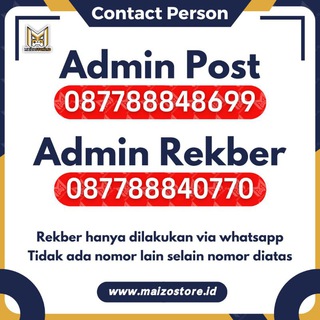 Contact Person
Admin Post
087788848699
Admin Rekber
087788840770
Rekber hanya dilakukan via whatsapp
Tidak ada nomor lain selain nomor diatas
www.maizostore.id